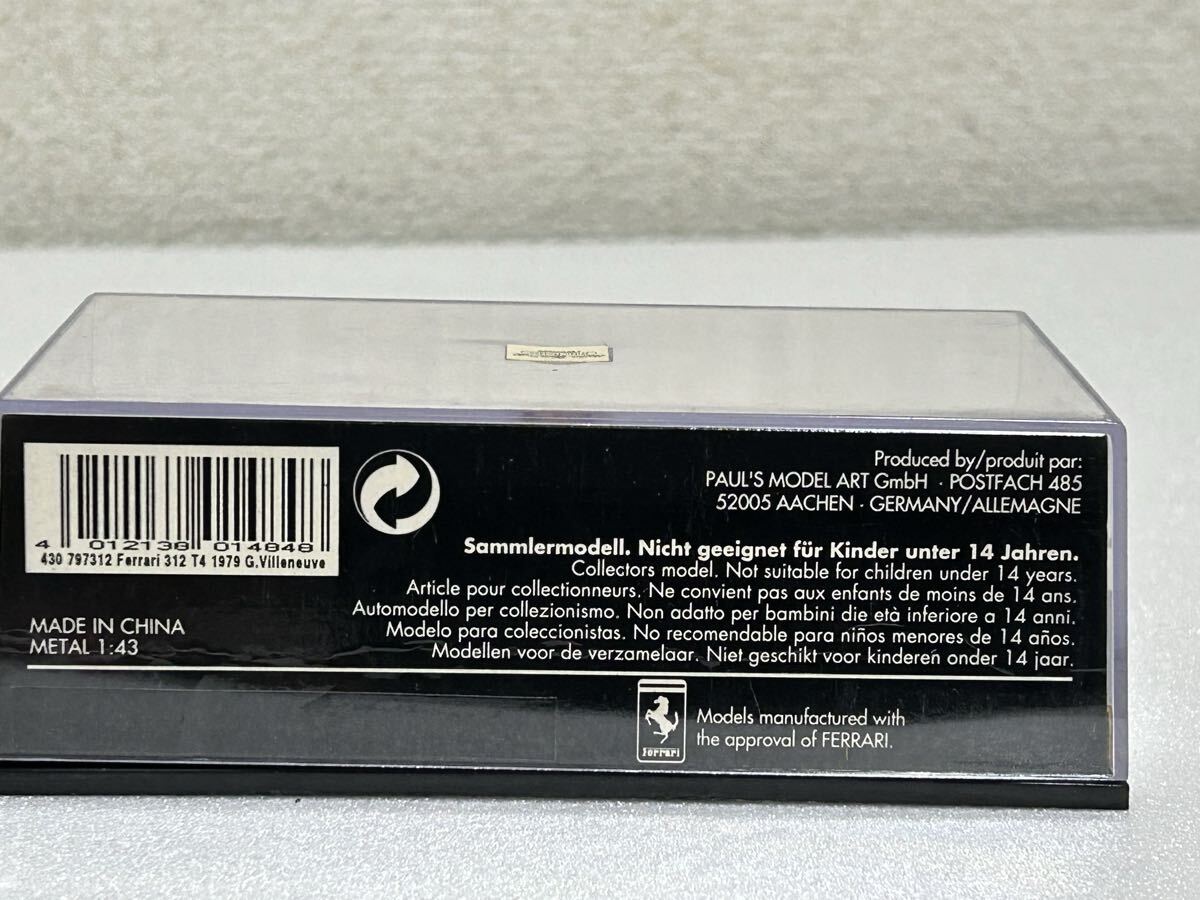 4 012138 014848
430 797312 Ferrari 312 T4 1979 G.Villeneuve
MADE IN CHINA
METAL 1:43
Produced by/produit par:
PAUL'S MODEL ART GmbH · POSTFACH 485
52005 AACHEN · GERMANY/ALLEMAGNE
Sammlermodell. Nicht geeignet für Kinder unter 14 Jahren.
Collectors model. Not suitable for children under 14 years.
Article pour collectionneurs. Ne convient pas aux enfants de moins de 14 ans.
Automodello per collezionismo. Non adatto per bambini die età inferiore a 14 anni.
Modelo para coleccionistas. No recomendable para niños menores de 14 años.
Modellen voor de verzamelaar. Niet geschikt voor kinderen onder 14 jaar.
Ferrari
Models manufactured with
the approval of FERRARI.